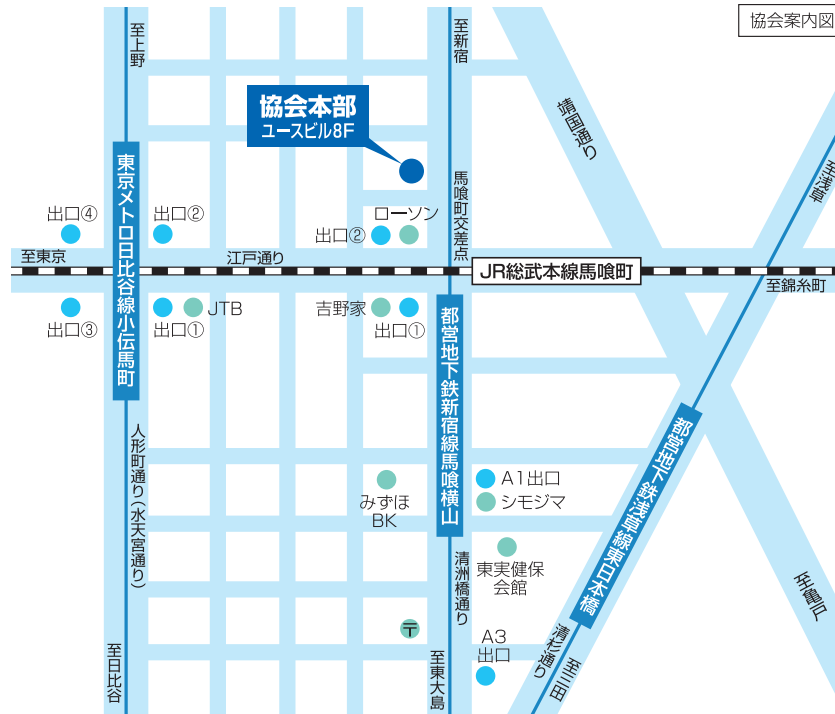 協会案内図
至上野
至新宿
協会本部
ユースビル8F
靖国通り
至浅草
東京メトロ日比谷線小伝馬町
馬喰町交差点
出口④
出口②
ローソン
出口②
至東京
江戸通り
JR総武本線馬喰町
至錦糸町
出口③
出口①
JTB
吉野家
出口①
都営地下鉄新宿線馬喰横山
都営地下鉄浅草線東日本橋
人形町通り(水天宮通り)
みずほ
BK
A1出口
シモジマ
東実健保
会館
清洲橋通り
至亀戸
〒
A3
出口
清杉通り
至三田
至日比谷
至東大島